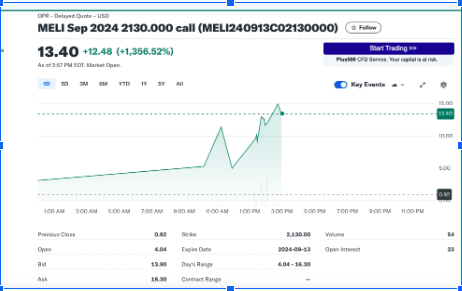 OPR - Delayed Quote • USD
MELI Sep 2024 2130.000 call (MELI240913C02130000)
☆ Follow
13.40 +12.48 (+1,356.52%)
As of 2:57 PM EDT. Market Open.
Start Trading >>
Plus500 CFD Service. Your capital is at risk.
1D 5D 3M 6M YTD 1Y 5Y All
Key Events
15.00
13.40
10.00
5.00
0.92
1:00 AM 3:00 AM 5:00 AM 7:00 AM 9:00 AM 11:00 AM 1:00 PM 3:00 PM 5:00 PM 7:00 PM 9:00 PM 11:00 PM
Previous Close 0.92 Strike 2,130.00 Volume 54
Open 4.04 Expire Date 2024-09-13 Open Interest 33
Bid 13.90 Day's Range 4.04 - 16.30
Ask 18.30 Contract Range —